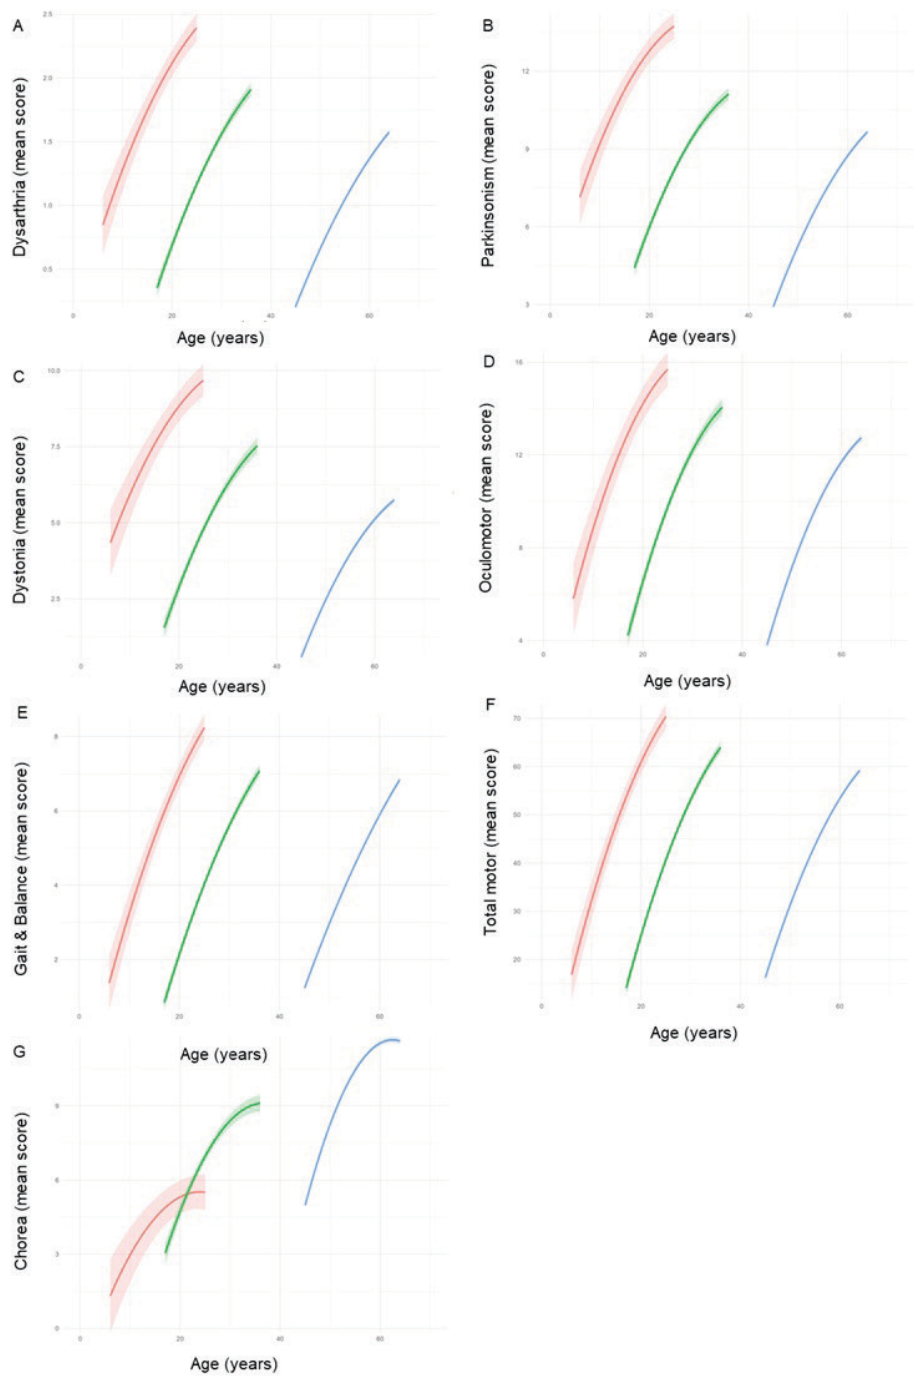 A
Dysarthria (mean score)
2.5
2.0
1.5
1.0
0.5
0 20 40 60
Age (years)
B
Parkinsonism (mean score)
12
9
6
3
0 20 40 60
Age (years)
C
Dystonia (mean score)
10.0
7.5
5.0
2.5
0 20 40 60
Age (years)
D
Oculomotor (mean score)
16
12
8
4
0 20 40 60
Age (years)
E
Gait & Balance (mean score)
8
6
4
2
0 20 40 60
Age (years)
F
Total motor (mean score)
70
60
50
40
30
20
0 20 40 60
Age (years)
G
Chorea (mean score)
9
6
3
0
0 20 40 60
Age (years)